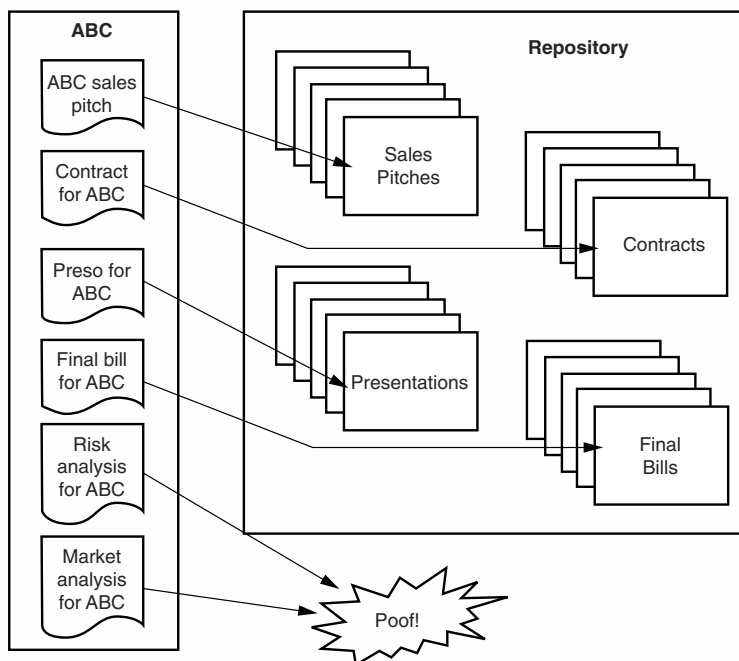 ABC
ABC sales
pitch
Contract
for ABC
Preso for
ABC
Final bill
for ABC
Risk
analysis
for ABC
Market
analysis
for ABC
Repository
Sales
Pitches
Contracts
Presentations
Final
Bills
Poof!